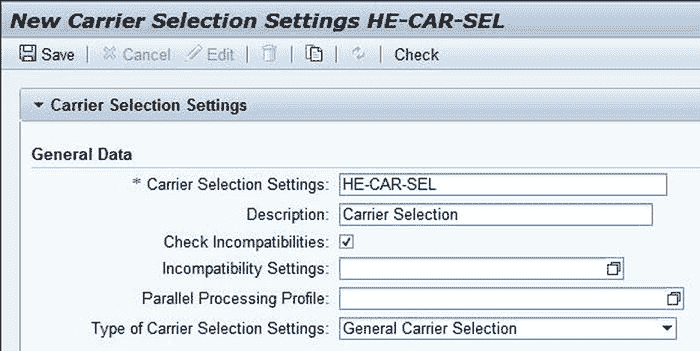 New Carrier Selection Settings HE-CAR-SEL
Save Cancel Edit Check
Carrier Selection Settings
General Data
* Carrier Selection Settings: HE-CAR-SEL
Description: Carrier Selection
Check Incompatibilities:
Incompatibility Settings:
Parallel Processing Profile:
Type of Carrier Selection Settings: General Carrier Selection